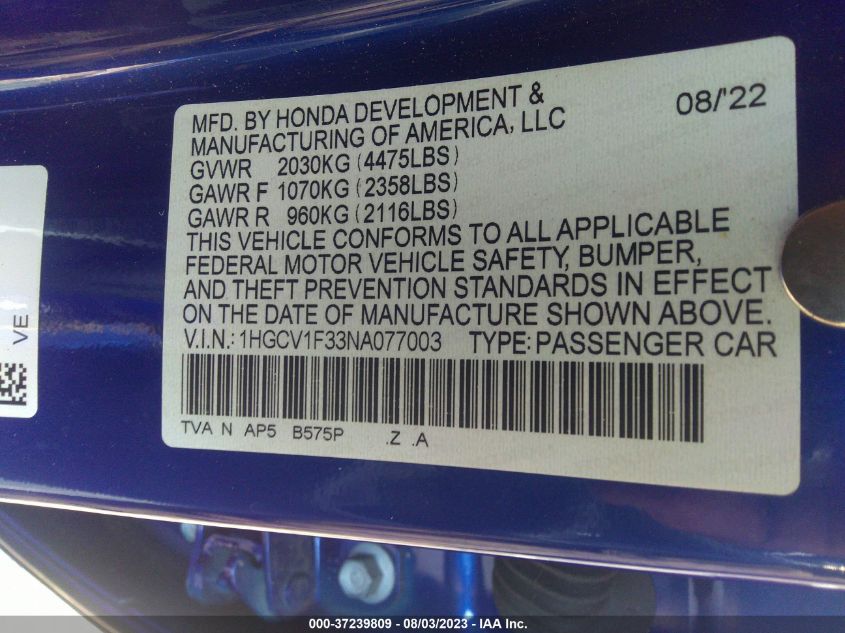 MFD. BY HONDA DEVELOPMENT & 08/'22
MANUFACTURING OF AMERICA, LLC
GVWR 2030KG (4475LBS)
GAWR F 1070KG (2358LBS)
GAWR R 960KG (2116LBS)
THIS VEHICLE CONFORMS TO ALL APPLICABLE
FEDERAL MOTOR VEHICLE SAFETY, BUMPER,
AND THEFT PREVENTION STANDARDS IN EFFECT
ON THE DATE OF MANUFACTURE SHOWN ABOVE.
V.I.N.: 1HGCV1F33NA077003 TYPE: PASSENGER CAR
TVA N AP5 B575P .Z .A
VE
000-37239809 - 08/03/2023 - IAA Inc.